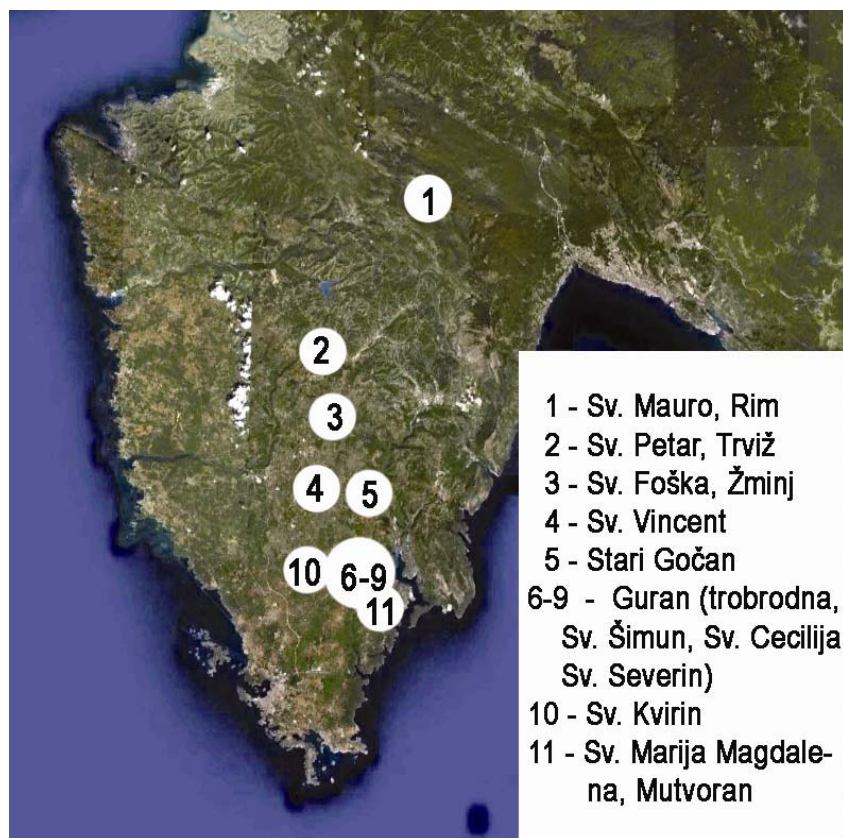 1
2
3
4
5
10
6-9
11
1 - Sv. Mauro, Rim
2 - Sv. Petar, Trviž
3 - Sv. Foška, Žminj
4 - Sv. Vincent
5 - Stari Gočan
6-9 - Guran (trobrodna,
Sv. Šimun, Sv. Cecilija
Sv. Severin)
10 - Sv. Kvirin
11 - Sv. Marija Magdale-
na, Mutvoran